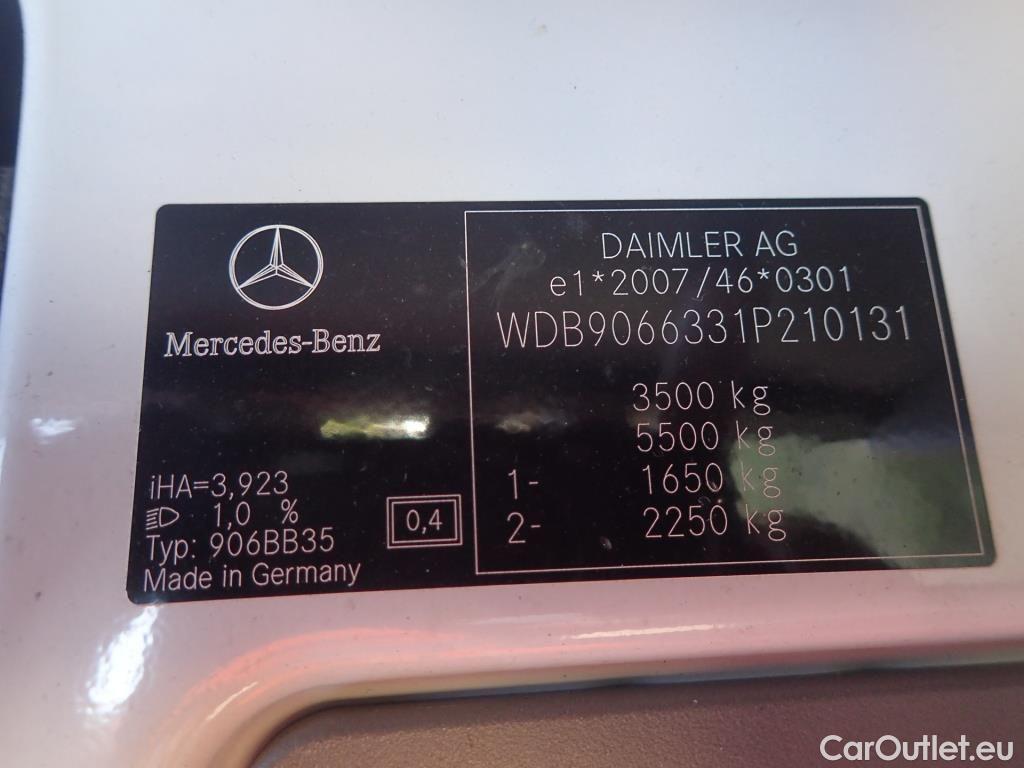 Mercedes-Benz
iHA=3,923
1,0 %
Typ: 906BB35
Made in Germany
0,4
DAIMLER AG
e1*2007/46*0301
WDB9066331P210131
3500 kg
5500 kg
1- 1650 kg
2- 2250 kg
CarOutlet.eu